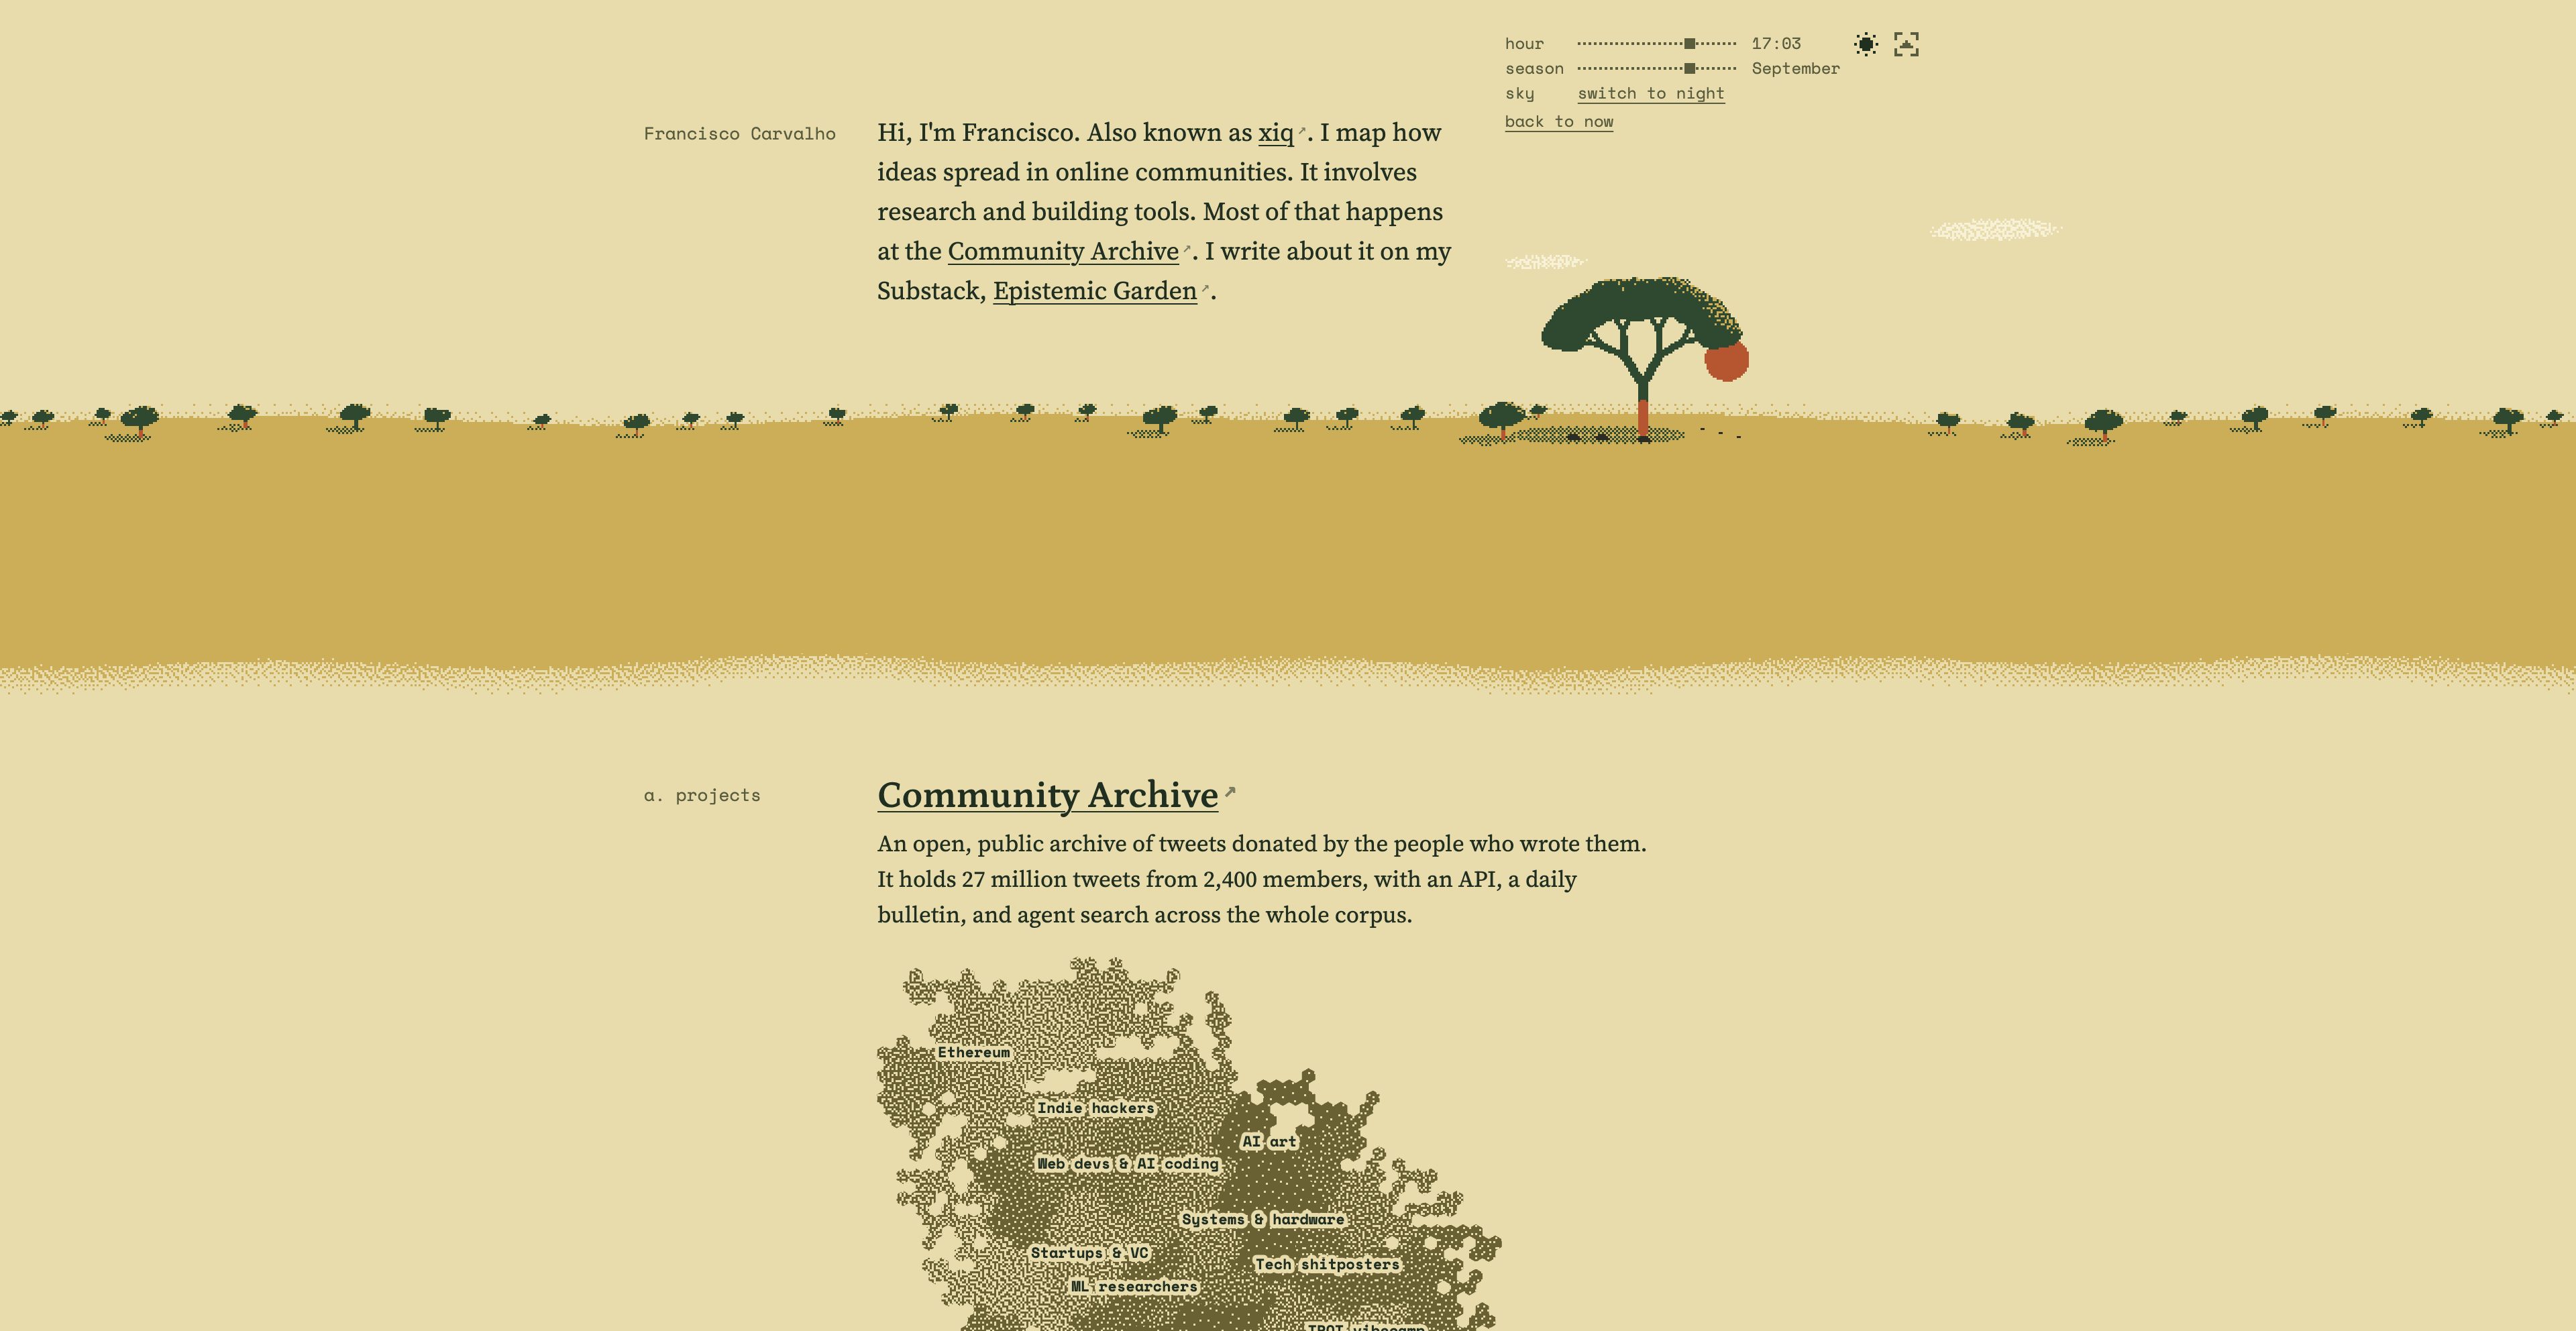 hour 17:03
season September
sky switch to night
back to now
Francisco Carvalho
Hi, I'm Francisco. Also known as xiq↗. I map how
ideas spread in online communities. It involves
research and building tools. Most of that happens
at the Community Archive↗. I write about it on my
Substack, Epistemic Garden↗.
a. projects
Community Archive↗
An open, public archive of tweets donated by the people who wrote them.
It holds 27 million tweets from 2,400 members, with an API, a daily
bulletin, and agent search across the whole corpus.
Ethereum
Indie hackers
AI art
Web devs & AI coding
Systems & hardware
Startups & VC
Tech shitposters
ML researchers